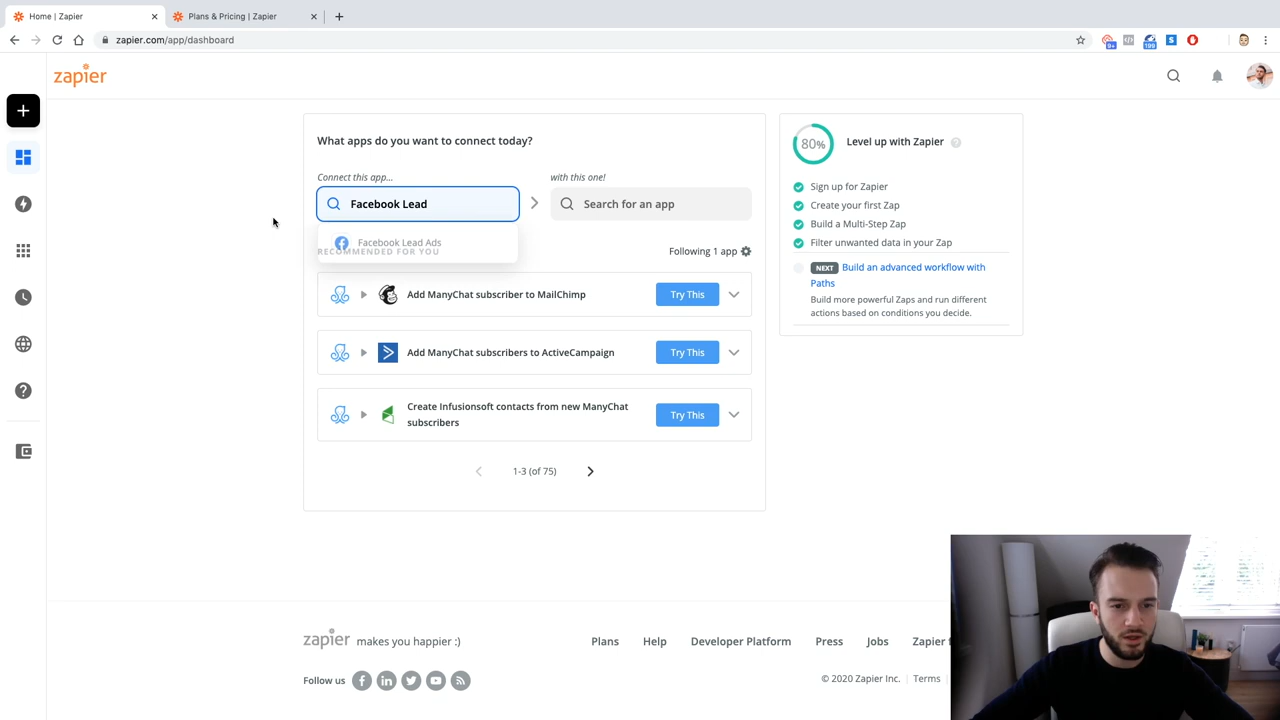 Home | Zapier
Plans & Pricing | Zapier
zapier.com/app/dashboard
9+
199
S
zapier
What apps do you want to connect today?
Connect this app...
with this one!
Facebook Lead
Search for an app
Facebook Lead Ads
RECOMMENDED FOR YOU
Following 1 app
Add ManyChat subscriber to MailChimp
Try This
Add ManyChat subscribers to ActiveCampaign
Try This
Create Infusionsoft contacts from new ManyChat
subscribers
Try This
1-3 (of 75)
80%
Level up with Zapier
?
Sign up for Zapier
Create your first Zap
Build a Multi-Step Zap
Filter unwanted data in your Zap
NEXT Build an advanced workflow with
Paths
Build more powerful Zaps and run different
actions based on conditions you decide.
zapier makes you happier :)
Plans
Help
Developer Platform
Press
Jobs
Zapier f
Follow us
© 2020 Zapier Inc.
Terms